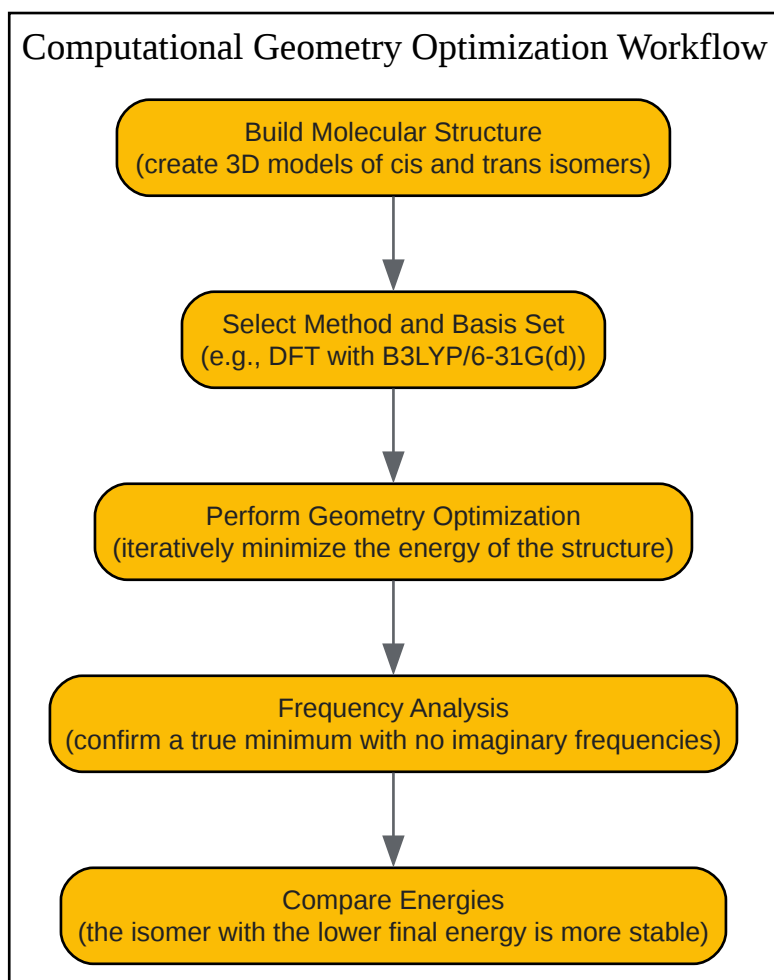 Computational Geometry Optimization Workflow
Build Molecular Structure
(create 3D models of cis and trans isomers)
Select Method and Basis Set
(e.g., DFT with B3LYP/6-31G(d))
Perform Geometry Optimization
(iteratively minimize the energy of the structure)
Frequency Analysis
(confirm a true minimum with no imaginary frequencies)
Compare Energies
(the isomer with the lower final energy is more stable)